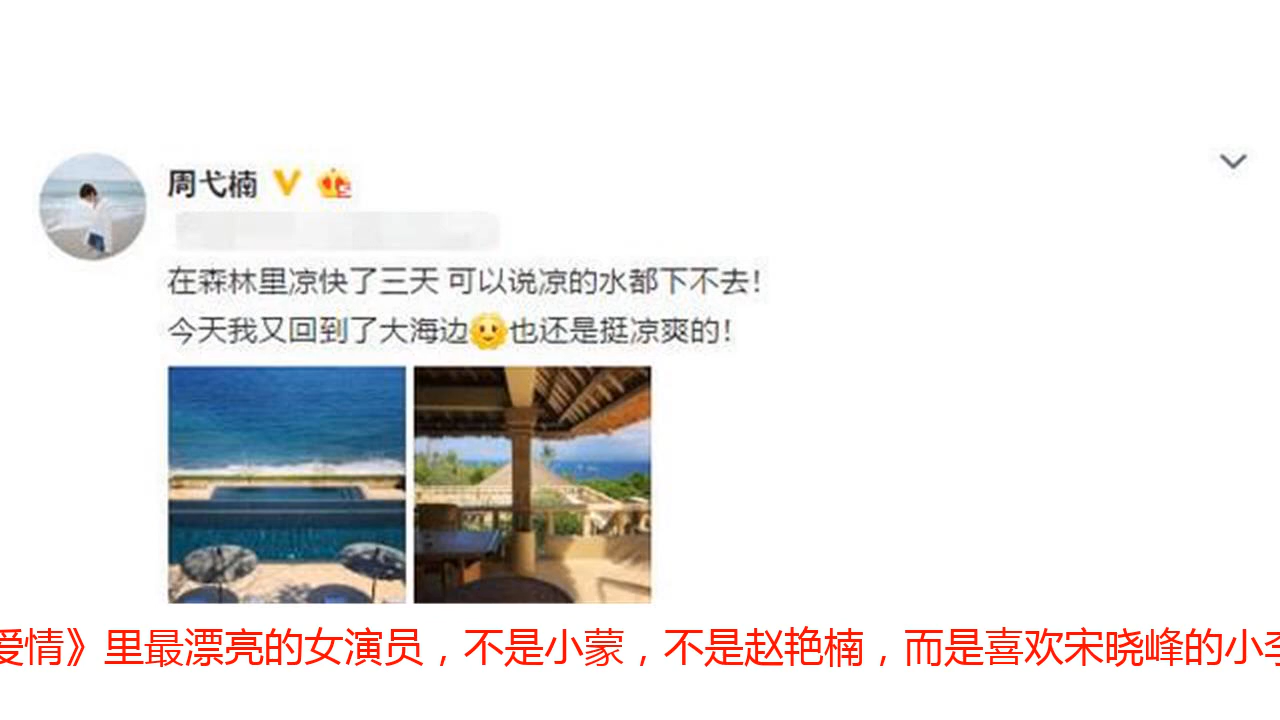 周弋楠
在森林里凉快了三天 可以说凉的水都下不去!
今天我又回到了大海边🫡也还是挺凉爽的!
爱情》里最漂亮的女演员，不是小蒙，不是赵艳楠，而是喜欢宋晓峰的小李